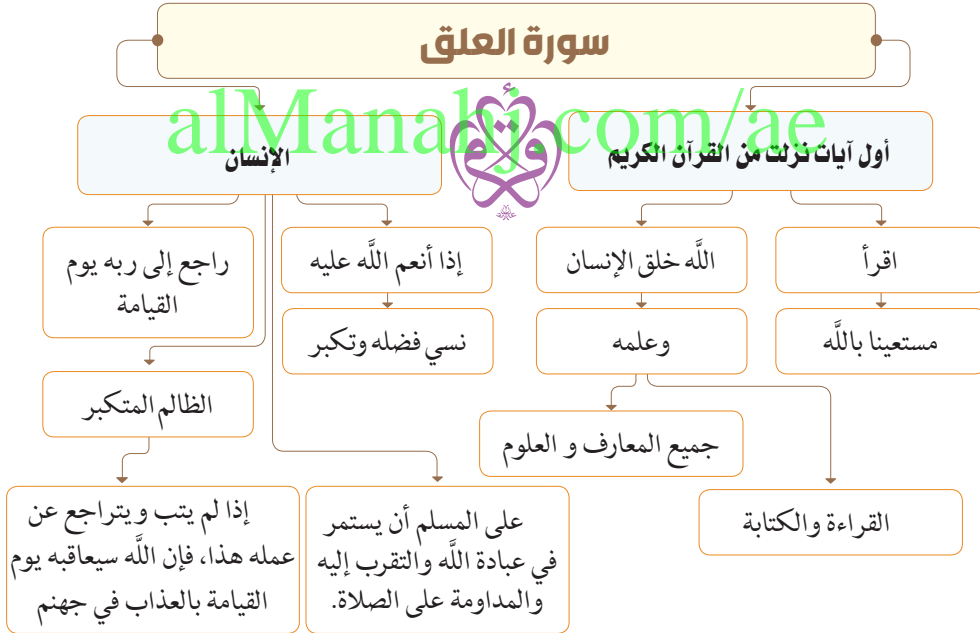 سورة العلق
alManahj.com/ae
أول آيات نزلت من القرآن الكريم
الإنسان
اقرأ
اللَّه خلق الإنسان
إذا أنعم اللَّه عليه
راجع إلى ربه يوم
القيامة
مستعينا باللَّه
وعلمه
نسي فضله وتكبر
الظالم المتكبر
جميع المعارف و العلوم
القراءة والكتابة
على المسلم أن يستمر
في عبادة اللَّه والتقرب إليه
والمداومة على الصلاة.
إذا لم يتب ويتراجع عن
عمله هذا، فإن اللَّه سيعاقبه يوم
القيامة بالعذاب في جهنم